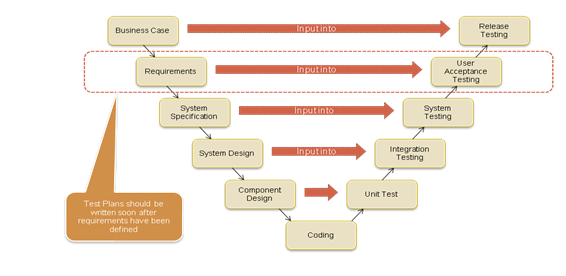 Business Case
Input into
Release
Testing
Requirements
Input into
User
Acceptance
Testing
System
Specification
Input into
System
Testing
System Design
Input into
Integration
Testing
Component
Design
Unit Test
Coding
Test Plans should be
written soon after
requirements have been
defined